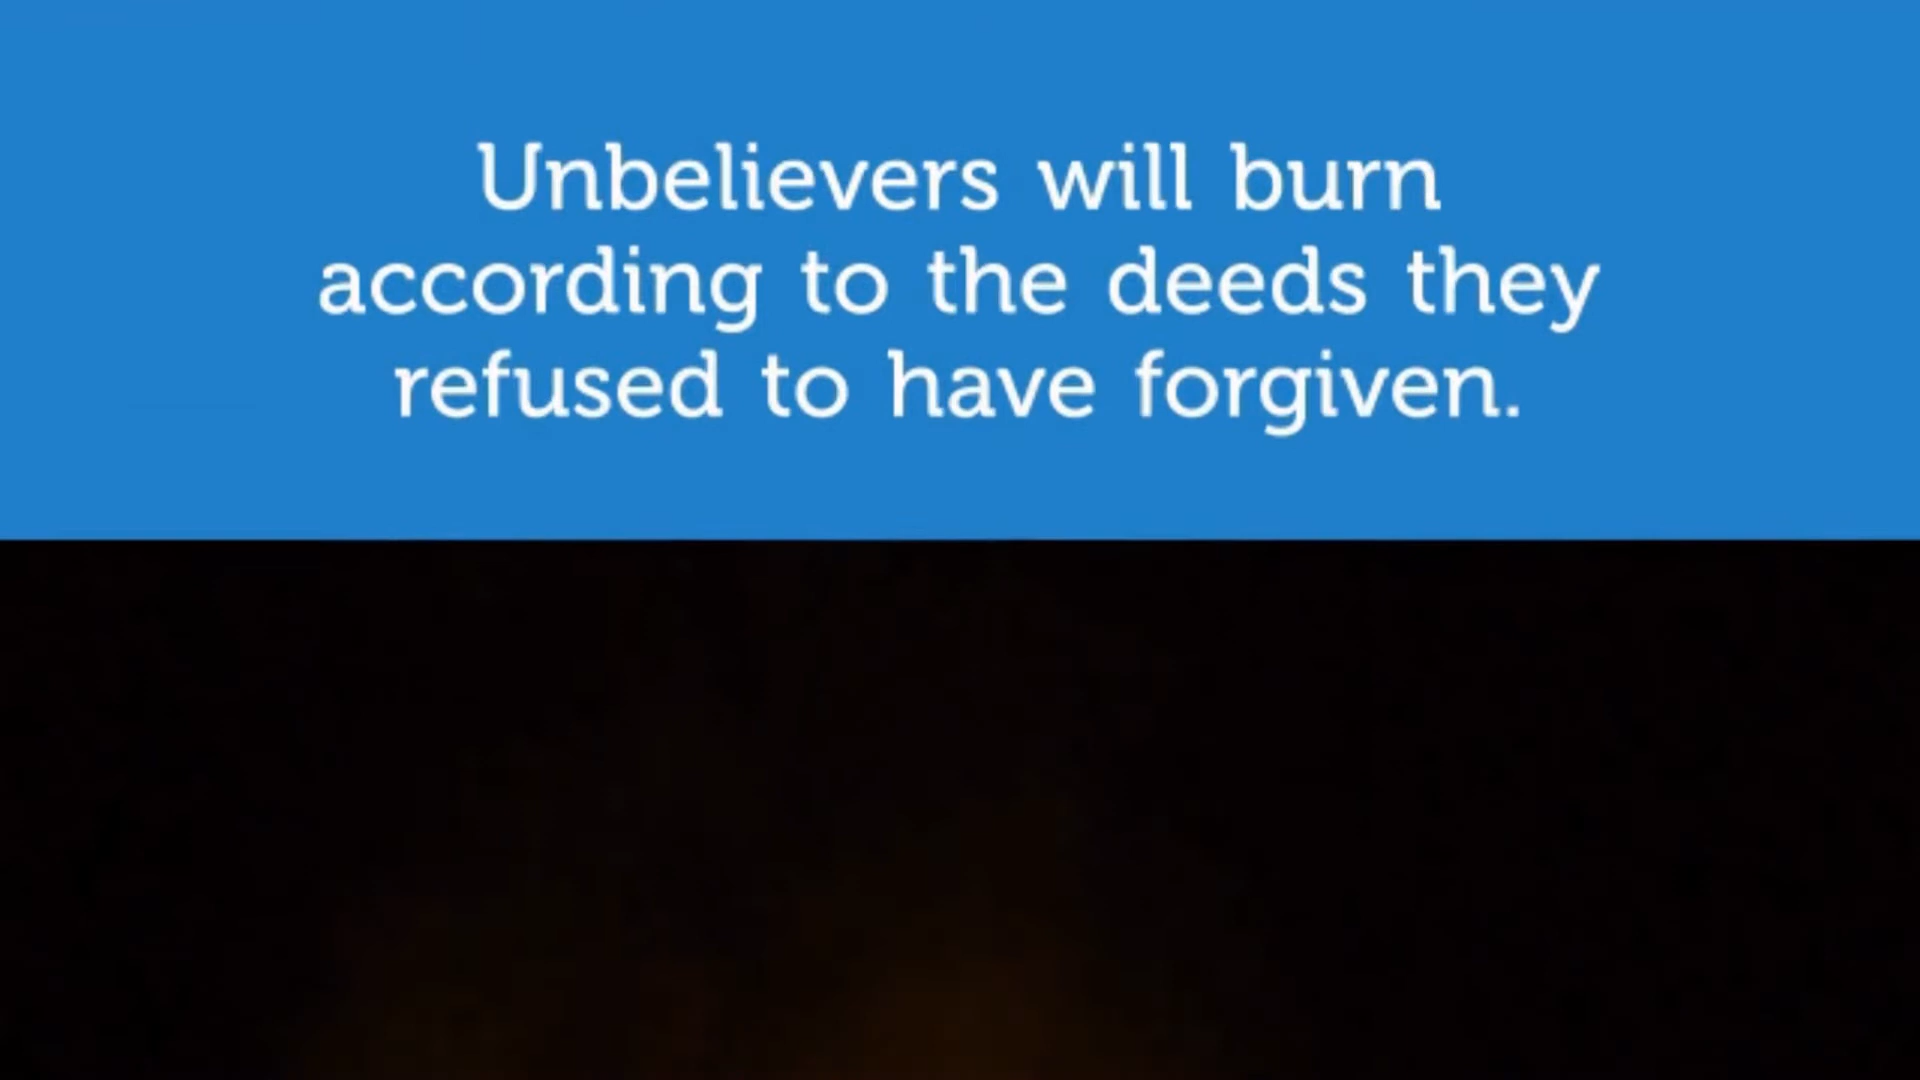 Unbelievers will burn
according to the deeds they
refused to have forgiven.